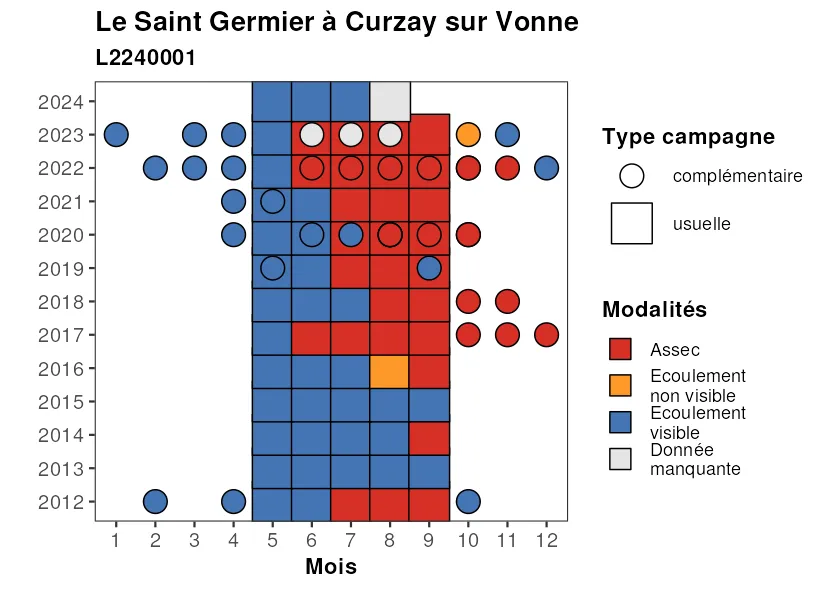 Le Saint Germier à Curzay sur Vonne
L2240001
2024
2023
2022
2021
2020
2019
2018
2017
2016
2015
2014
2013
2012
1 2 3 4 5 6 7 8 9 10 11 12
Mois
Type campagne
complémentaire
usuelle
Modalités
Assec
Ecoulement
non visible
Ecoulement
visible
Donnée
manquante